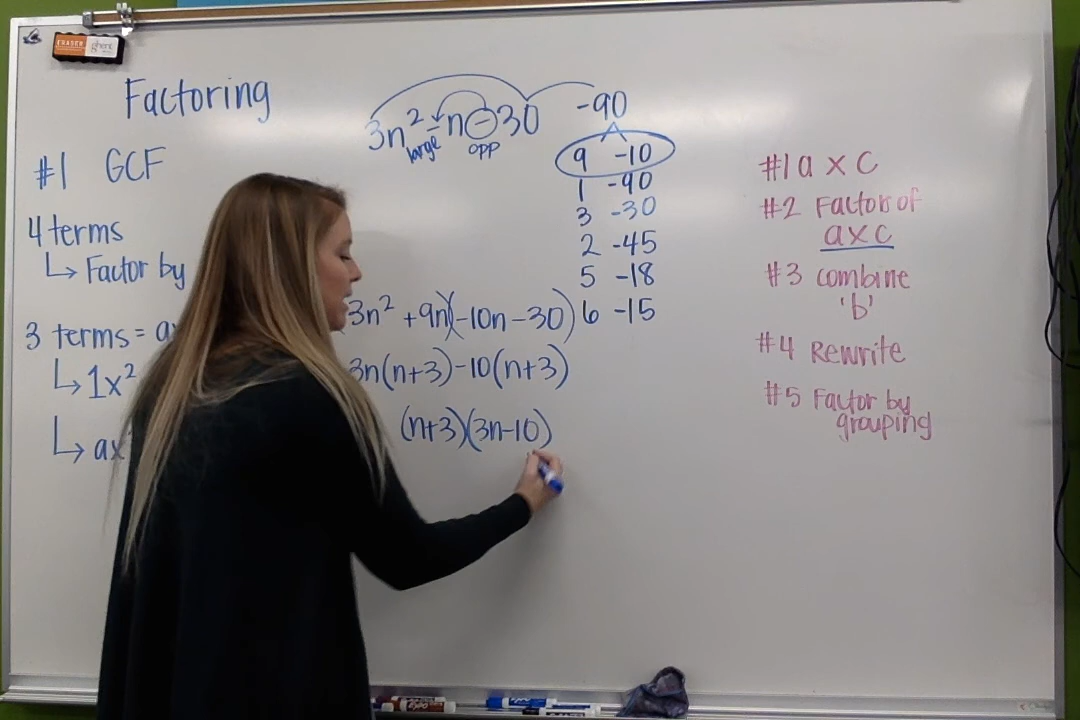 Factoring
#1 GCF
4 terms
↳ Factor by
3 terms =
↳ 1x²
↳ ax
3n² - n - 30
large opp
-90
9 -10
1 -90
3 -30
2 -45
5 -18
6 -15
3n² + 9n)(-10n - 30)
3n(n+3) - 10(n+3)
(n+3)(3n-10)
#1 a x c
#2 Factors of
axc
#3 combine
'b'
#4 Rewrite
#5 Factor by
grouping